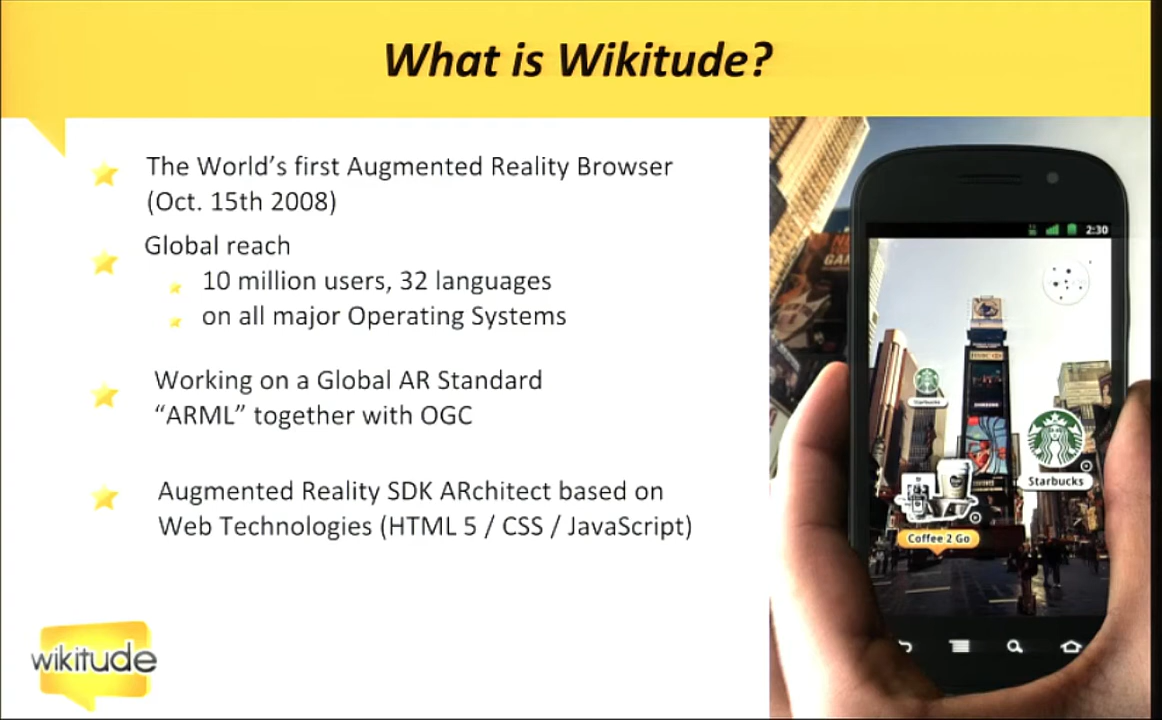 What is Wikitude?
The World’s first Augmented Reality Browser
(Oct. 15th 2008)
Global reach
10 million users, 32 languages
on all major Operating Systems
Working on a Global AR Standard
“ARML” together with OGC
Augmented Reality SDK ARchitect based on
Web Technologies (HTML 5 / CSS / JavaScript)
wikitude
2:30
Starbucks
Starbucks
Coffee 2 Go
SAMSUNG